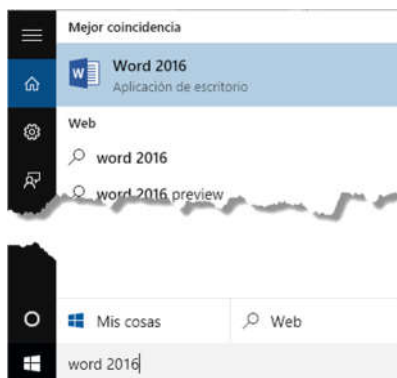 Mejor coincidencia
Word 2016
Aplicación de escritorio
Web
word 2016
word 2016 preview
Mis cosas
Web
word 2016